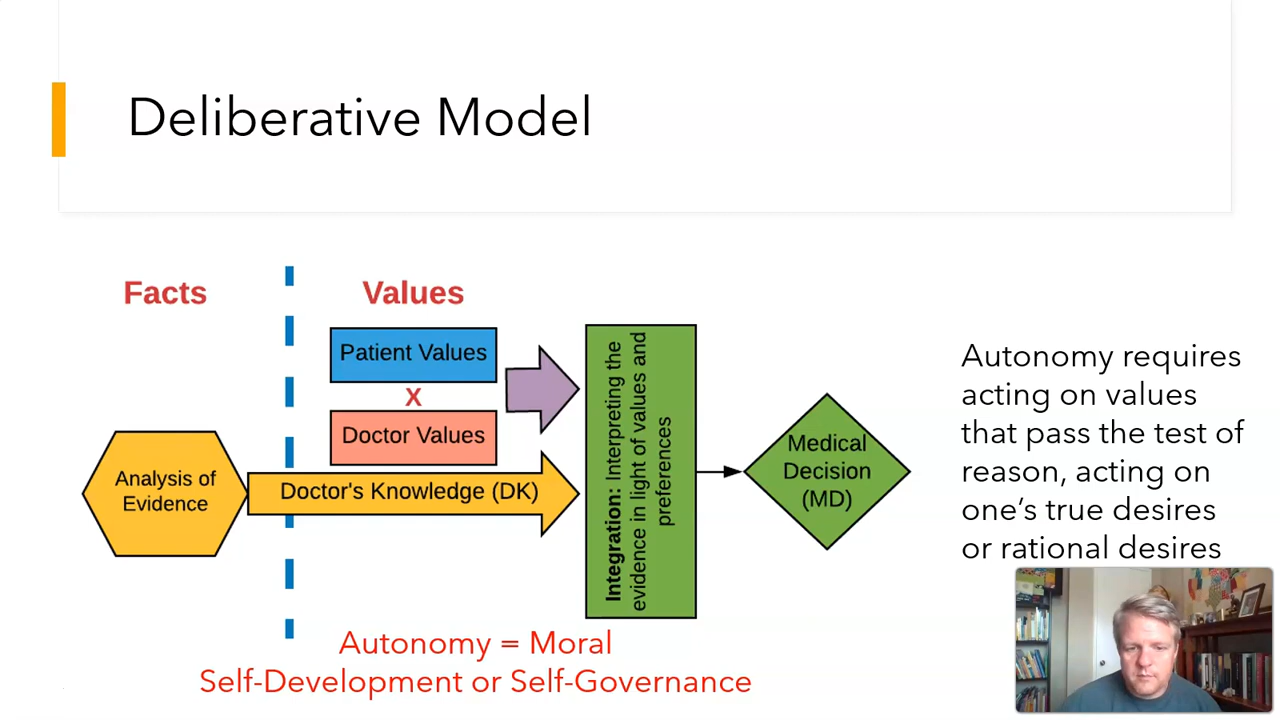 Deliberative Model
Facts
Values
Patient Values
X
Doctor Values
Analysis of
Evidence
Doctor's Knowledge (DK)
Integration: Interpreting the
evidence in light of values and
preferences
Medical
Decision
(MD)
Autonomy requires
acting on values
that pass the test of
reason, acting on
one’s true desires
or rational desires
Autonomy = Moral
Self-Development or Self-Governance